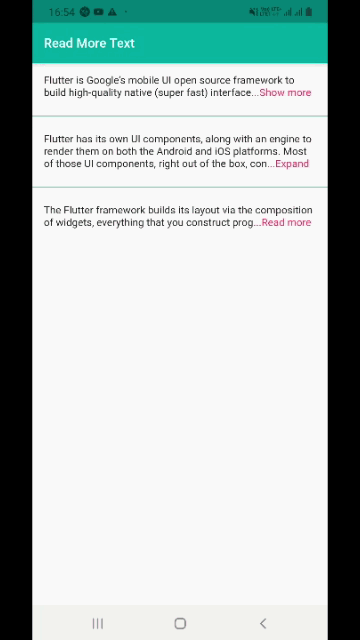 16:54
Read More Text
Flutter is Google's mobile UI open source framework to
build high-quality native (super fast) interface...Show more
Flutter has its own UI components, along with an engine to
render them on both the Android and iOS platforms. Most
of those UI components, right out of the box, con...Expand
The Flutter framework builds its layout via the composition
of widgets, everything that you construct prog...Read more